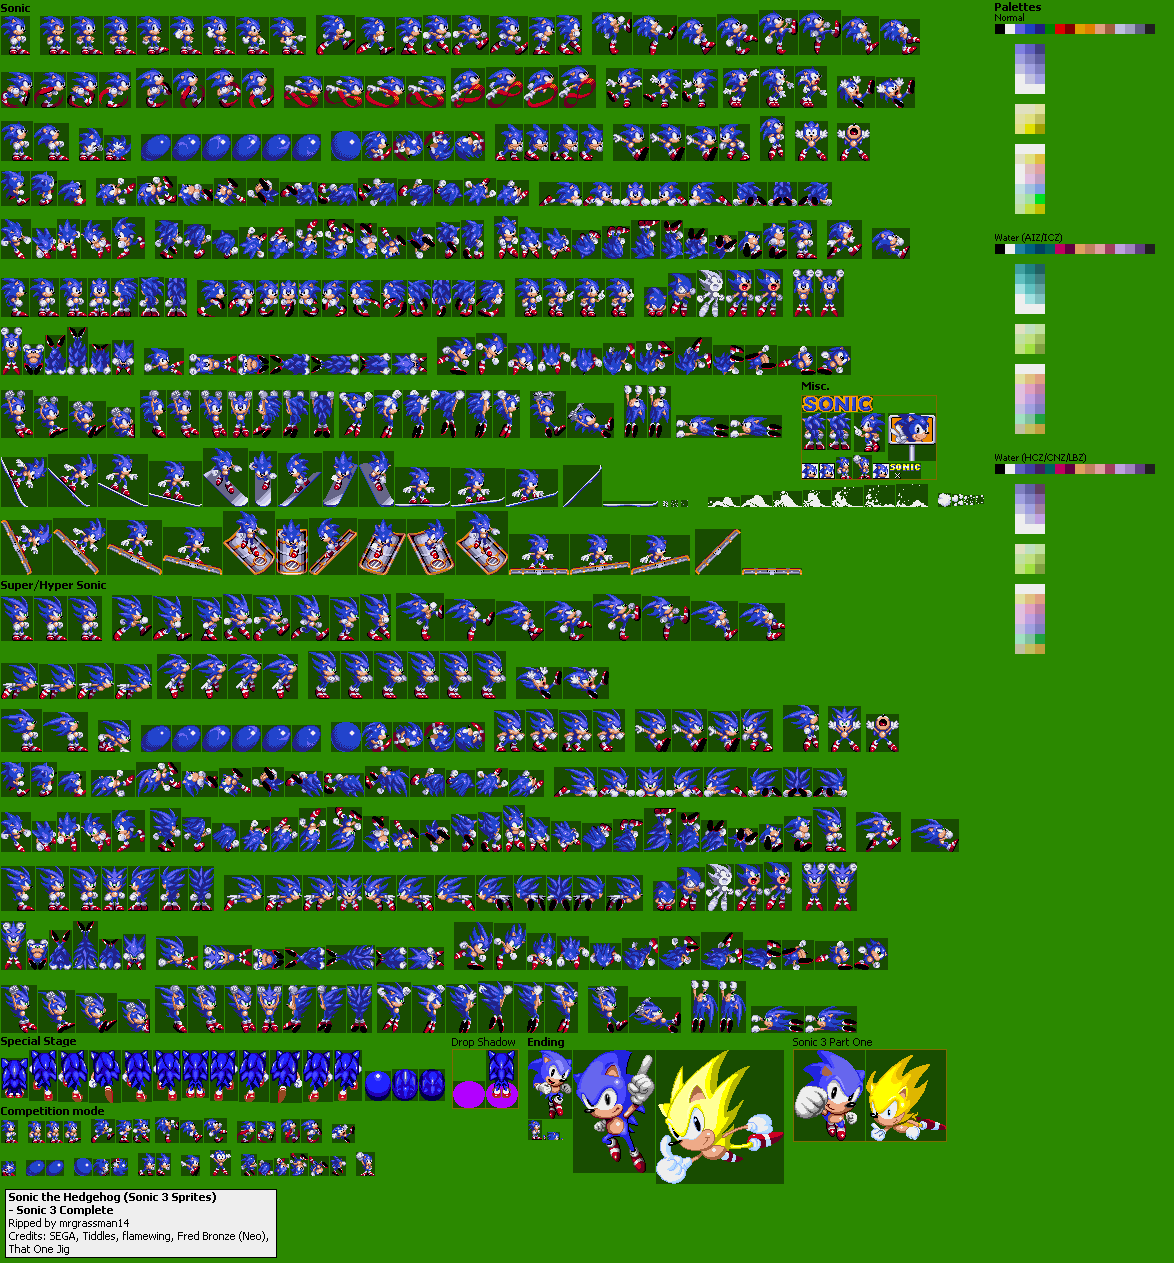 Sonic
Palettes
Normal
Water (AIZ/ICZ)
Misc.
SONIC
SONIC
Water (HCZ/CNZ/LBZ)
Super/Hyper Sonic
Special Stage
Drop Shadow
Ending
Sonic 3 Part One
Competition mode
Sonic the Hedgehog (Sonic 3 Sprites)
- Sonic 3 Complete
Ripped by mrgrassman14
Credits: SEGA, Tiddles, flamewing, Fred Bronze (Neo),
That One Jig